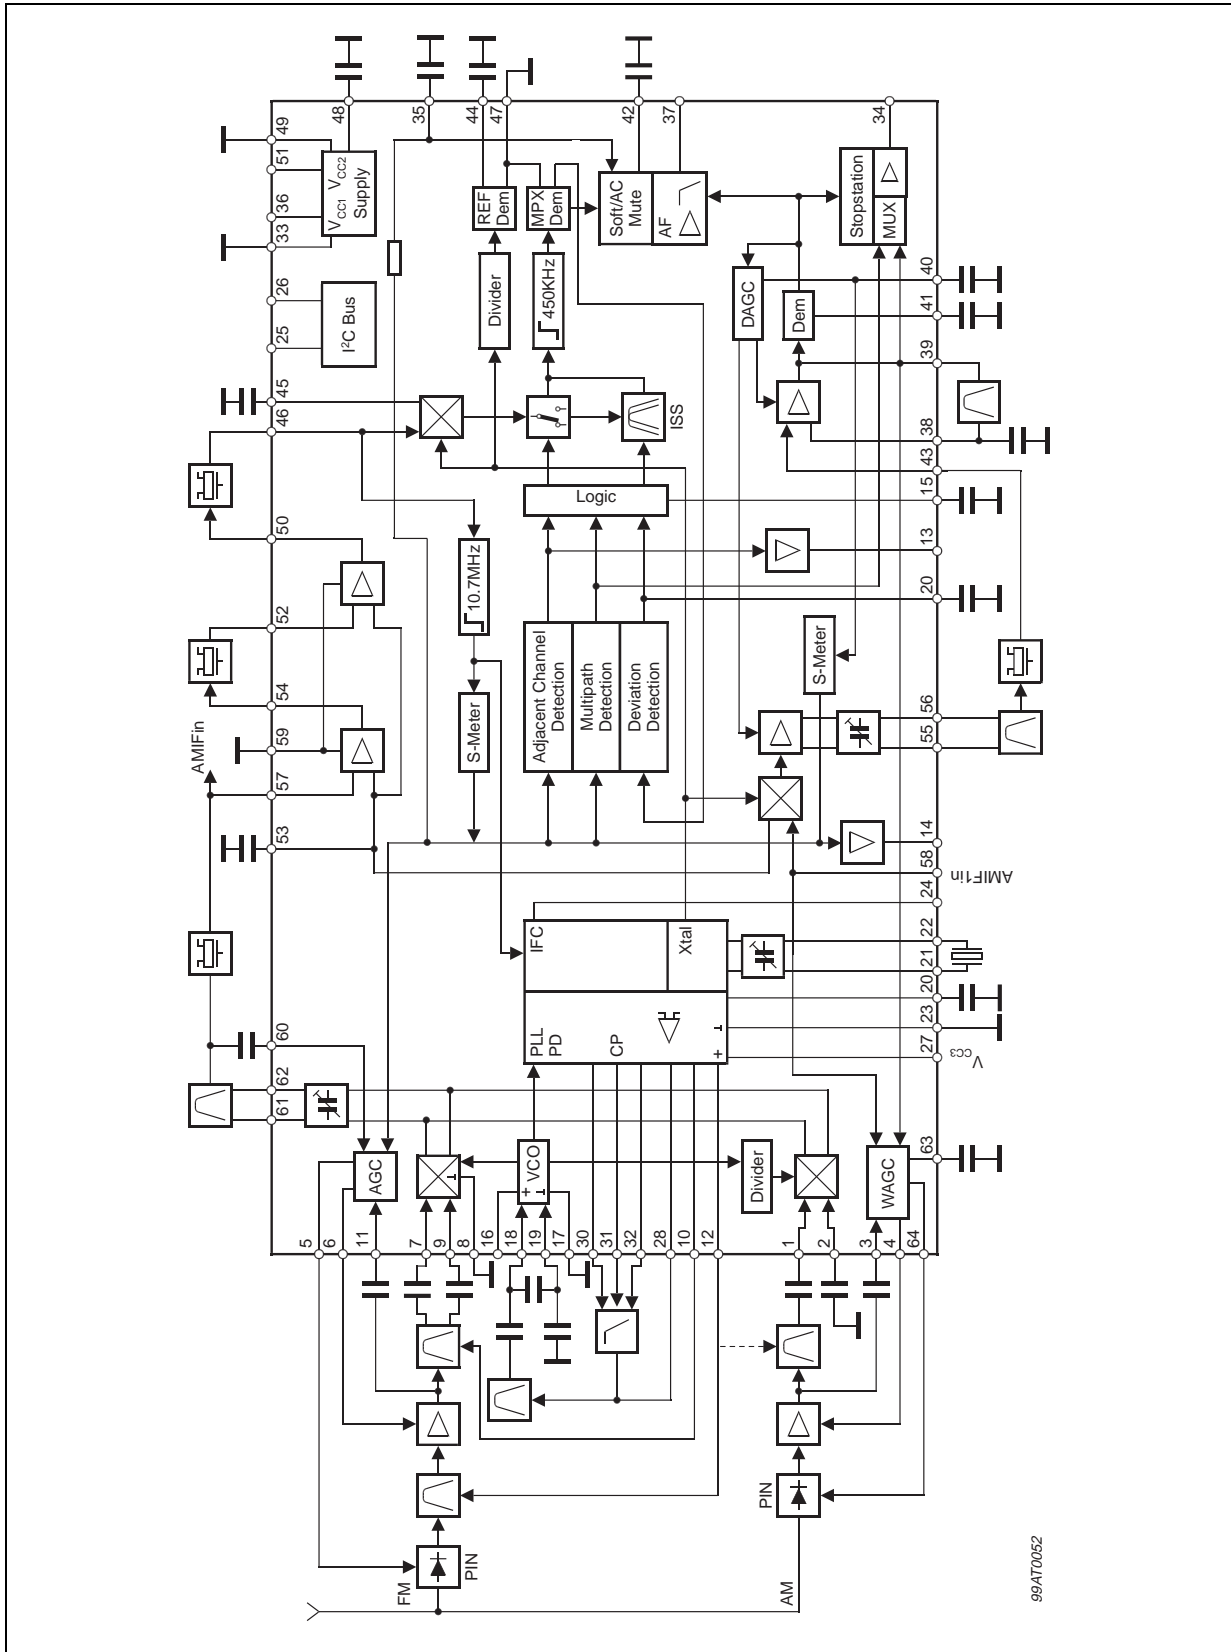 49
51
36
33
26
25
45
46
50
52
54
59
57
53
60
62
61
48
35
44
47
42
37
34
40
41
39
38
43
15
13
20
56
55
14
58
24
22
21
20
23
27
63
5
6
11
7
9
8
16
18
19
17
30
31
32
28
10
12
1
2
3
4
64
VCC1 VCC2
Supply
I²C Bus
REF
Dem
MPX
Dem
Soft/AC
Mute
AF
Stopstation
MUX
Divider
450KHz
DAGC
Dem
ISS
Logic
10.7MHz
S-Meter
Adjacent Channel
Detection
Multipath
Detection
Deviation
Detection
S-Meter
AMIFin
AMIF1in
IFC
Xtal
PLL
PD
CP
+
-
VCC3
AGC
-
VCO
+
-
Divider
WAGC
FM
PIN
AM
PIN
99AT0052